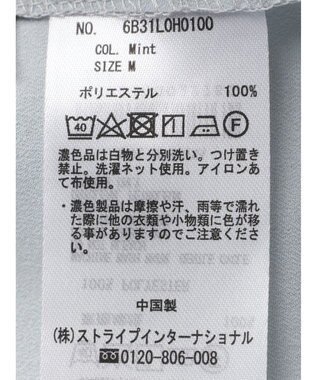 NO. 6B31L0H0100
COL. Mint
SIZE M
ポリエステル 100%
40
F
濃色品は白物と分別洗い。つけ置き
禁止。洗濯ネット使用。アイロンあ
て布使用。
・濃色製品は摩擦や汗、雨等で濡れ
た際に他の衣類や小物類に色が移
る事がありますのでご注意くださ
い。
中国製
(株)ストライプインターナショナル
0120-806-008